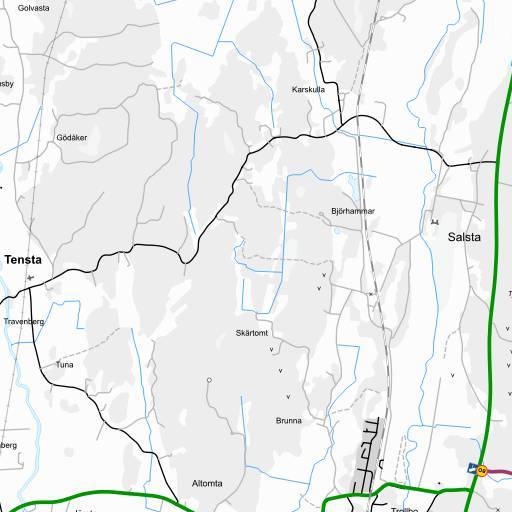 Golvasta
Karskulla
Gödåker
Björhammar
Salsta
Tensta
Travenberg
Skärtomt
Tuna
Brunna
Altomta